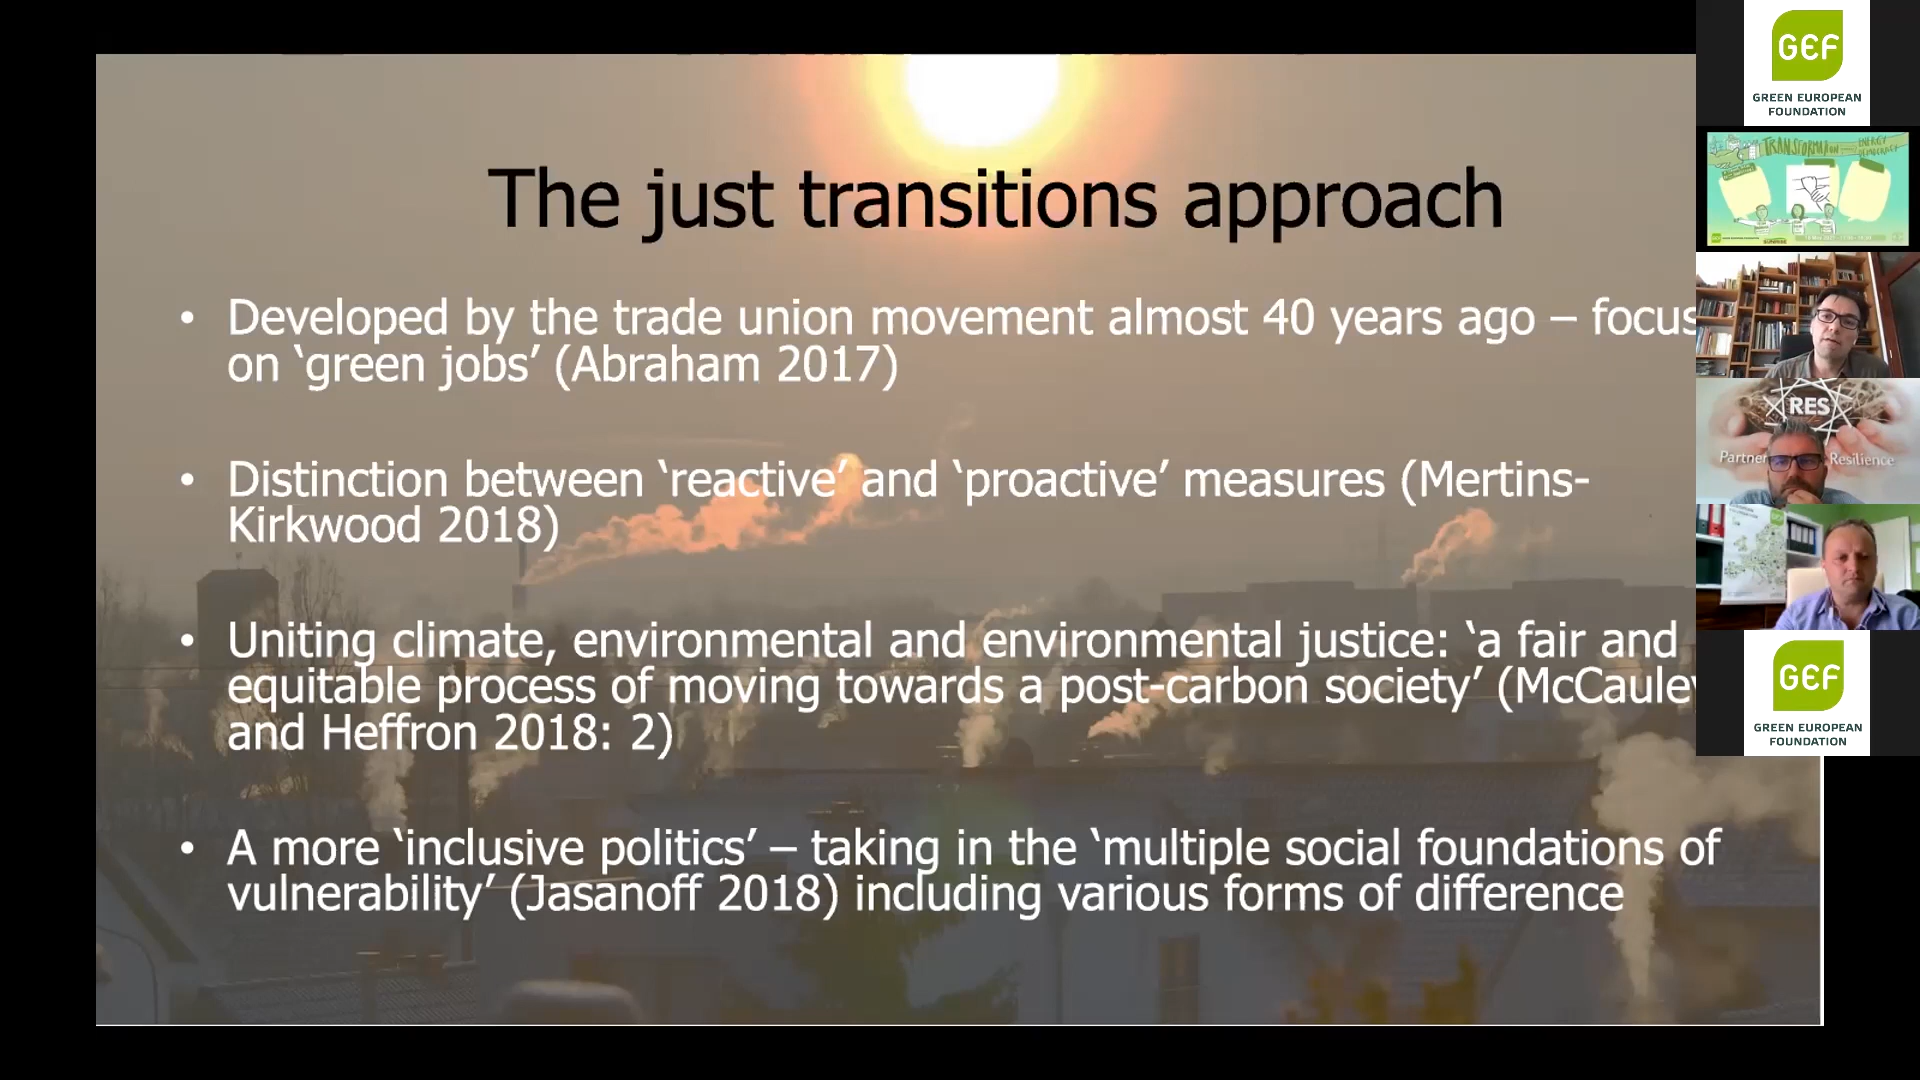 The just transitions approach
• Developed by the trade union movement almost 40 years ago – focus
on ‘green jobs’ (Abraham 2017)
• Distinction between ‘reactive’ and ‘proactive’ measures (Mertins-
Kirkwood 2018)
• Uniting climate, environmental and environmental justice: ‘a fair and
equitable process of moving towards a post-carbon society’ (McCauley
and Heffron 2018: 2)
• A more ‘inclusive politics’ – taking in the ‘multiple social foundations of
vulnerability’ (Jasanoff 2018) including various forms of difference
GEF
GREEN EUROPEAN
FOUNDATION
TRANSFORMATION
ENERGY
DEMOCRACY
RES
Partner
Resilience
GEF
GREEN EUROPEAN
FOUNDATION